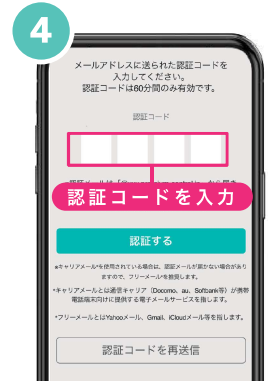 4
メールアドレスに送られた認証コードを
入力してください。
認証コードは60分間のみ有効です。
認証コード
認証コードを入力
認証する
※キャリアメール*を使用されている場合は、認証メールが届かない場合があり
ますので、フリーメール*を推奨します。
*キャリアメールとは通信キャリア（Docomo、au、Softbank等）が携帯
電話端末向けに提供する電子メールサービスを指します。
*フリーメールとはYahooメール、Gmail、iCloudメール等を指します。
認証コードを再送信